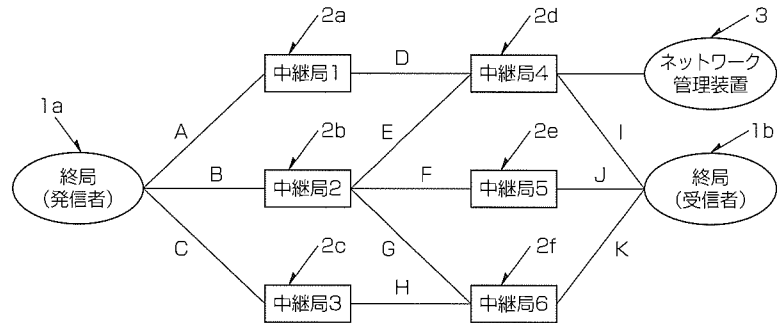 2a
2d
3
中継局1
D
中継局4
ネットワーク
管理装置
1a
A
2b
E
2e
I
1b
終局
(発信者)
B
中継局2
F
中継局5
J
終局
(受信者)
C
2c
G
2f
K
中継局3
H
中継局6